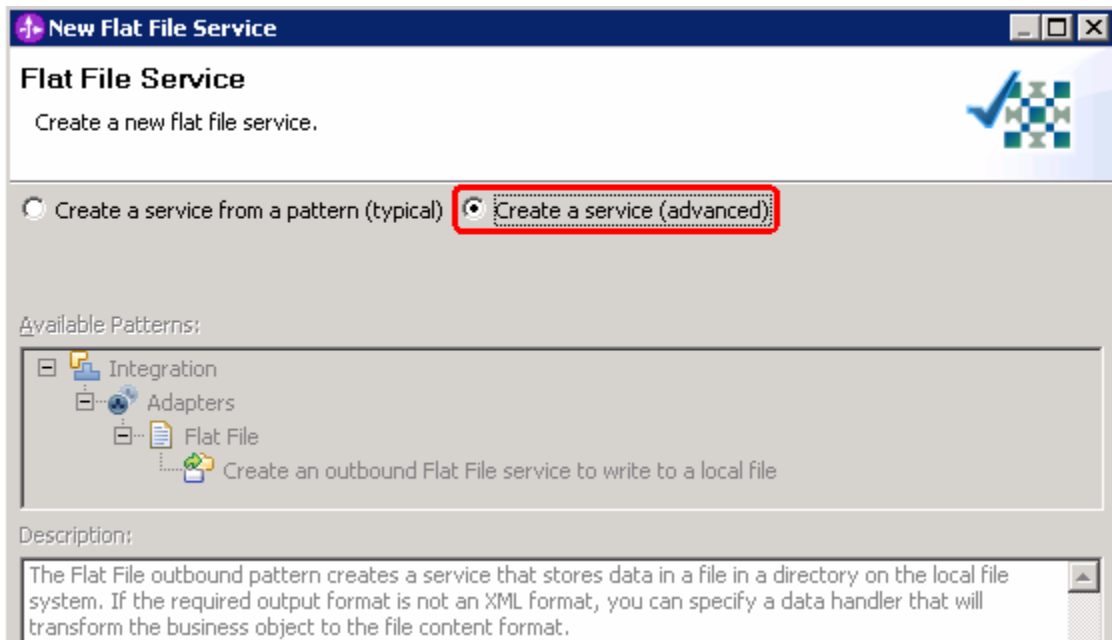 New Flat File Service
Flat File Service
Create a new flat file service.
Create a service from a pattern (typical) Create a service (advanced)
Available Patterns:
Integration
Adapters
Flat File
Create an outbound Flat File service to write to a local file
Description:
The Flat File outbound pattern creates a service that stores data in a file in a directory on the local file
system. If the required output format is not an XML format, you can specify a data handler that will
transform the business object to the file content format.